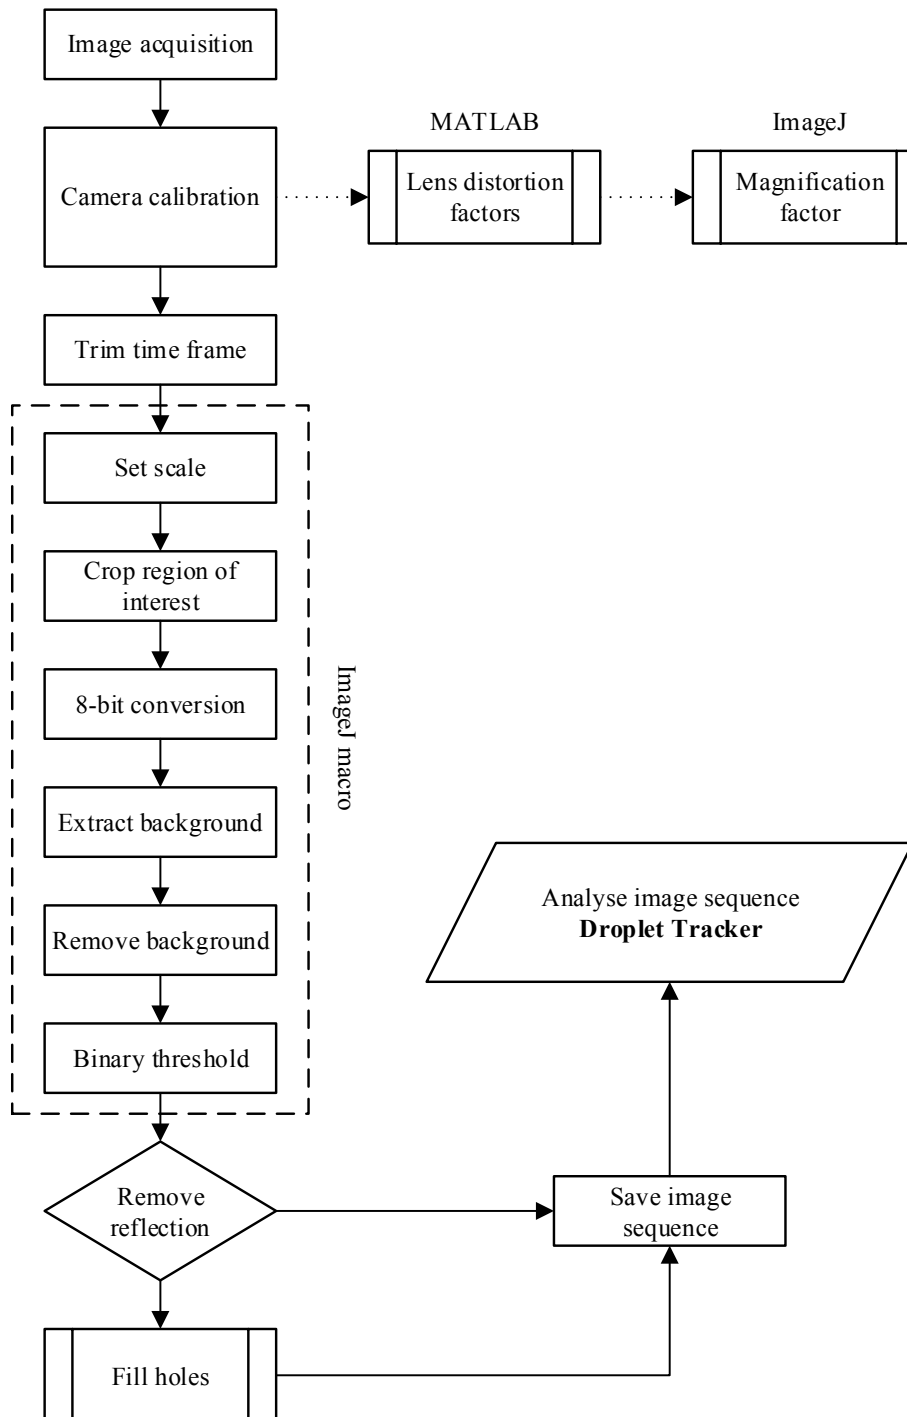 Image acquisition
MATLAB
ImageJ
Camera calibration
Lens distortion
factors
Magnification
factor
Trim time frame
Set scale
Crop region of
interest
8-bit conversion
ImageJ macro
Extract background
Remove background
Binary threshold
Analyse image sequence
Droplet Tracker
Remove
reflection
Save image
sequence
Fill holes